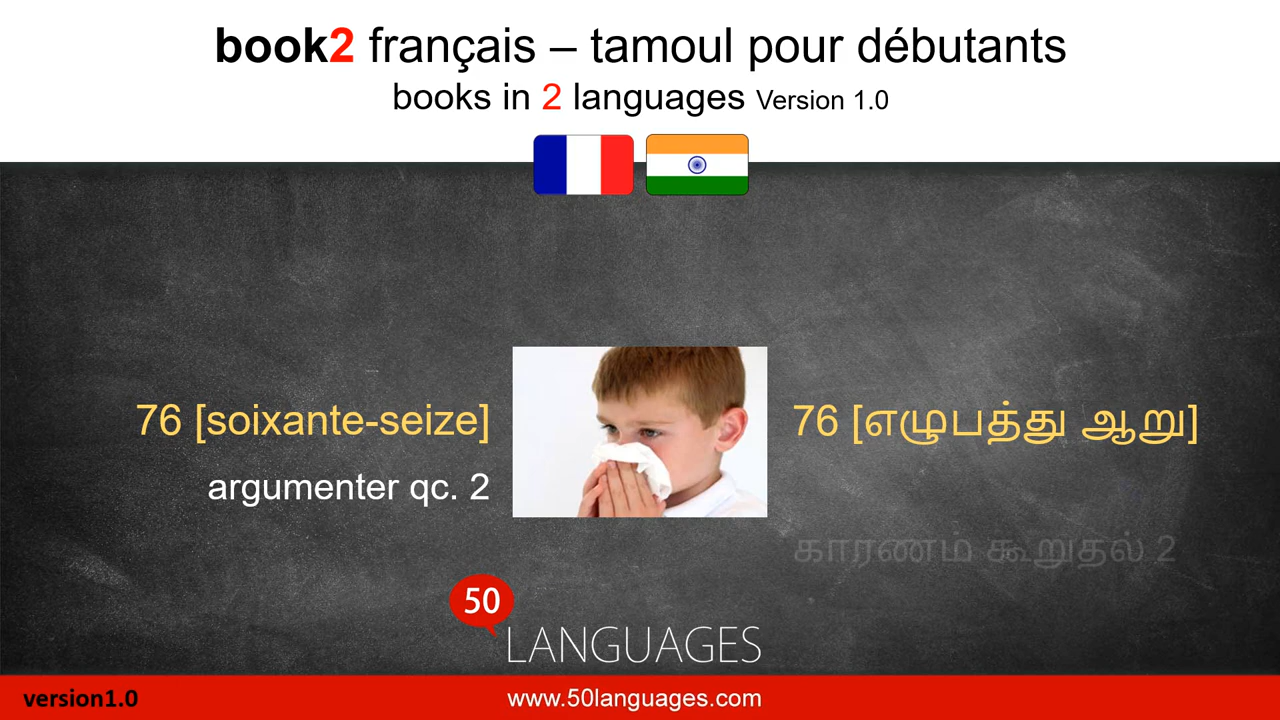 book2 français – tamoul pour débutants
books in 2 languages Version 1.0
76 [soixante-seize]
argumenter qc. 2
76 [எழுபத்து ஆறு]
காரணம் கூறுதல் 2
50
LANGUAGES
version1.0
www.50languages.com